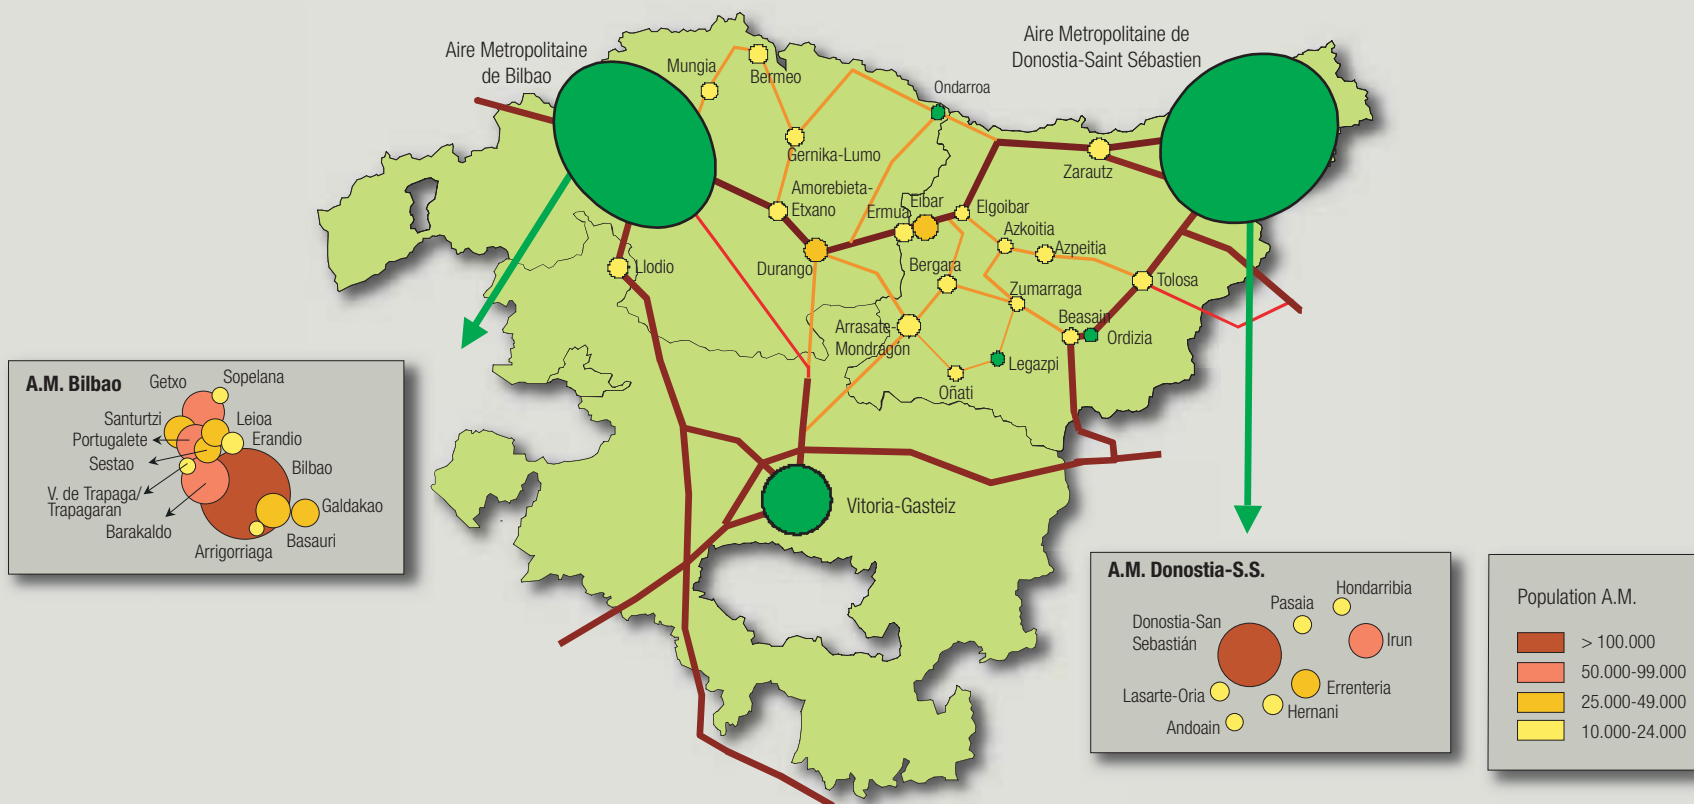 Aire Metropolitaine
de Bilbao
Aire Metropolitaine de
Donostia-Saint Sébastien
Mungia
Bermeo
Ondarroa
Gernika-Lumo
Zarautz
Amorebieta-
Etxano
Ermua
Eibar
Elgoibar
Azkoitia
Azpeitia
Llodio
Durango
Bergara
Zumarraga
Tolosa
Arrasate-
Mondragón
Beasain
Ordizia
Legazpi
Oñati
Vitoria-Gasteiz
A.M. Bilbao
Getxo
Sopelana
Santurtzi
Leioa
Portugalete
Erandio
Sestao
Bilbao
V. de Trapaga/
Trapagaran
Galdakao
Barakaldo
Basauri
Arrigorriaga
A.M. Donostia-S.S.
Hondarribia
Pasaia
Donostia-San
Sebastián
Irun
Lasarte-Oria
Errenteria
Hernani
Andoain
Population A.M.
> 100.000
50.000-99.000
25.000-49.000
10.000-24.000